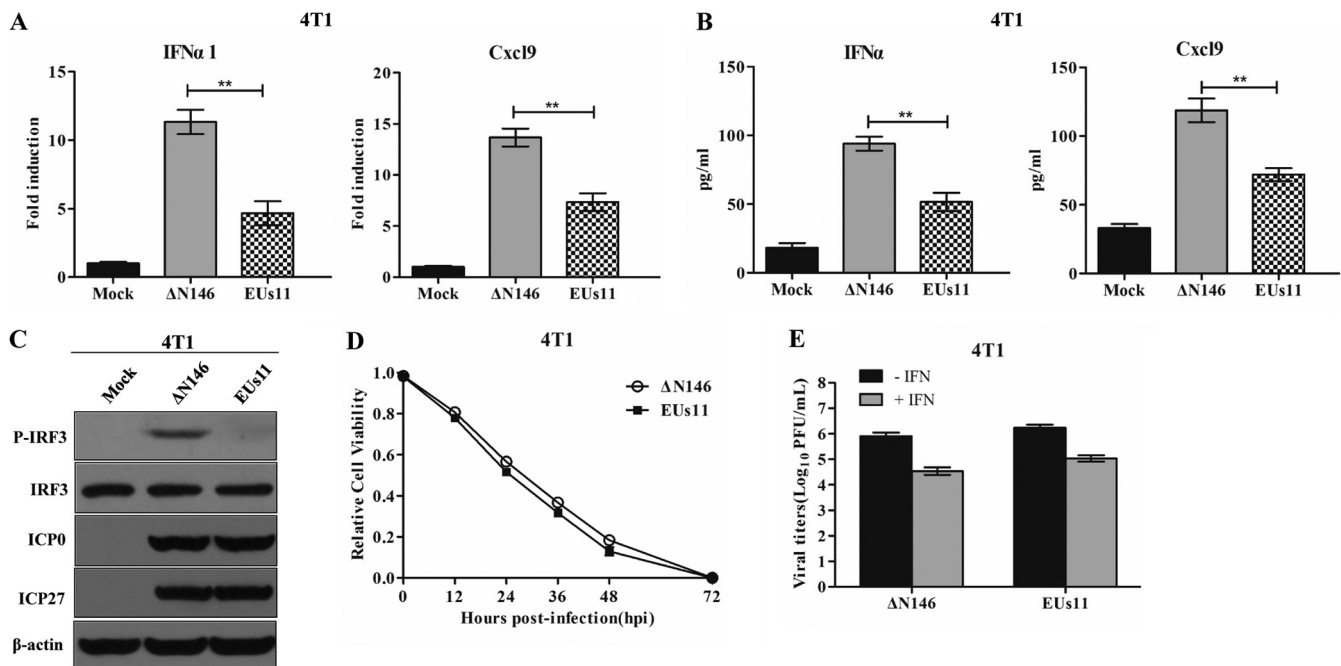 A
4T1
IFNα 1
Fold induction
15
10
5
0
**
Mock ΔN146 EUs11
Cxcl9
Fold induction
20
15
10
5
0
**
Mock ΔN146 EUs11
B
4T1
IFNα
pg/ml
150
100
50
0
**
Mock ΔN146 EUs11
Cxcl9
pg/ml
150
100
50
0
**
Mock ΔN146 EUs11
C
4T1
Mock ΔN146 EUs11
P-IRF3
IRF3
ICP0
ICP27
β-actin
D
4T1
Relative Cell Viability
1.0
0.8
0.6
0.4
0.2
0.0
ΔN146
EUs11
0 12 24 36 48 72
Hours post-infection(hpi)
E
4T1
Viral titers(Log10 PFU/mL)
8
7
6
5
4
3
2
1
0
- IFN
+ IFN
ΔN146 EUs11